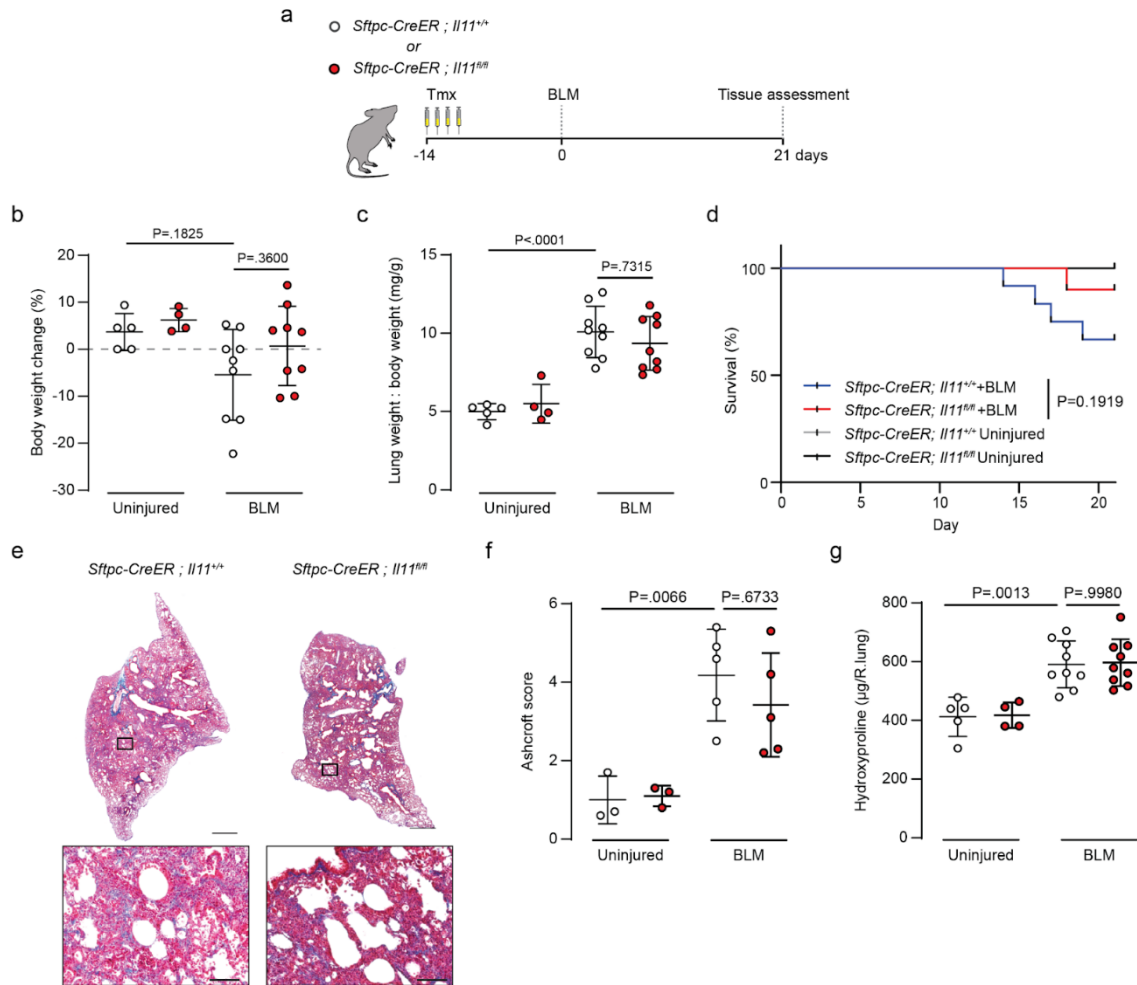 a
Sftpc-CreER ; Il11+/+
or
Sftpc-CreER ; Il11fl/fl
Tmx
BLM
Tissue assessment
-14
0
21 days
b
P=.1825
P=.3600
Body weight change (%)
20
10
0
-10
-20
-30
Uninjured
BLM
c
P<.0001
P=.7315
Lung weight : body weight (mg/g)
15
10
5
0
Uninjured
BLM
d
Survival (%)
100
50
0
Sftpc-CreER; Il11+/+ +BLM
Sftpc-CreER; Il11fl/fl +BLM
Sftpc-CreER; Il11+/+ Uninjured
Sftpc-CreER; Il11fl/fl Uninjured
P=0.1919
0
5
10
15
20
Day
e
Sftpc-CreER ; Il11+/+
Sftpc-CreER ; Il11fl/fl
f
P=.0066
P=.6733
Ashcroft score
6
4
2
0
Uninjured
BLM
g
P=.0013
P=.9980
Hydroxyproline (µg/R.lung)
800
600
400
200
0
Uninjured
BLM